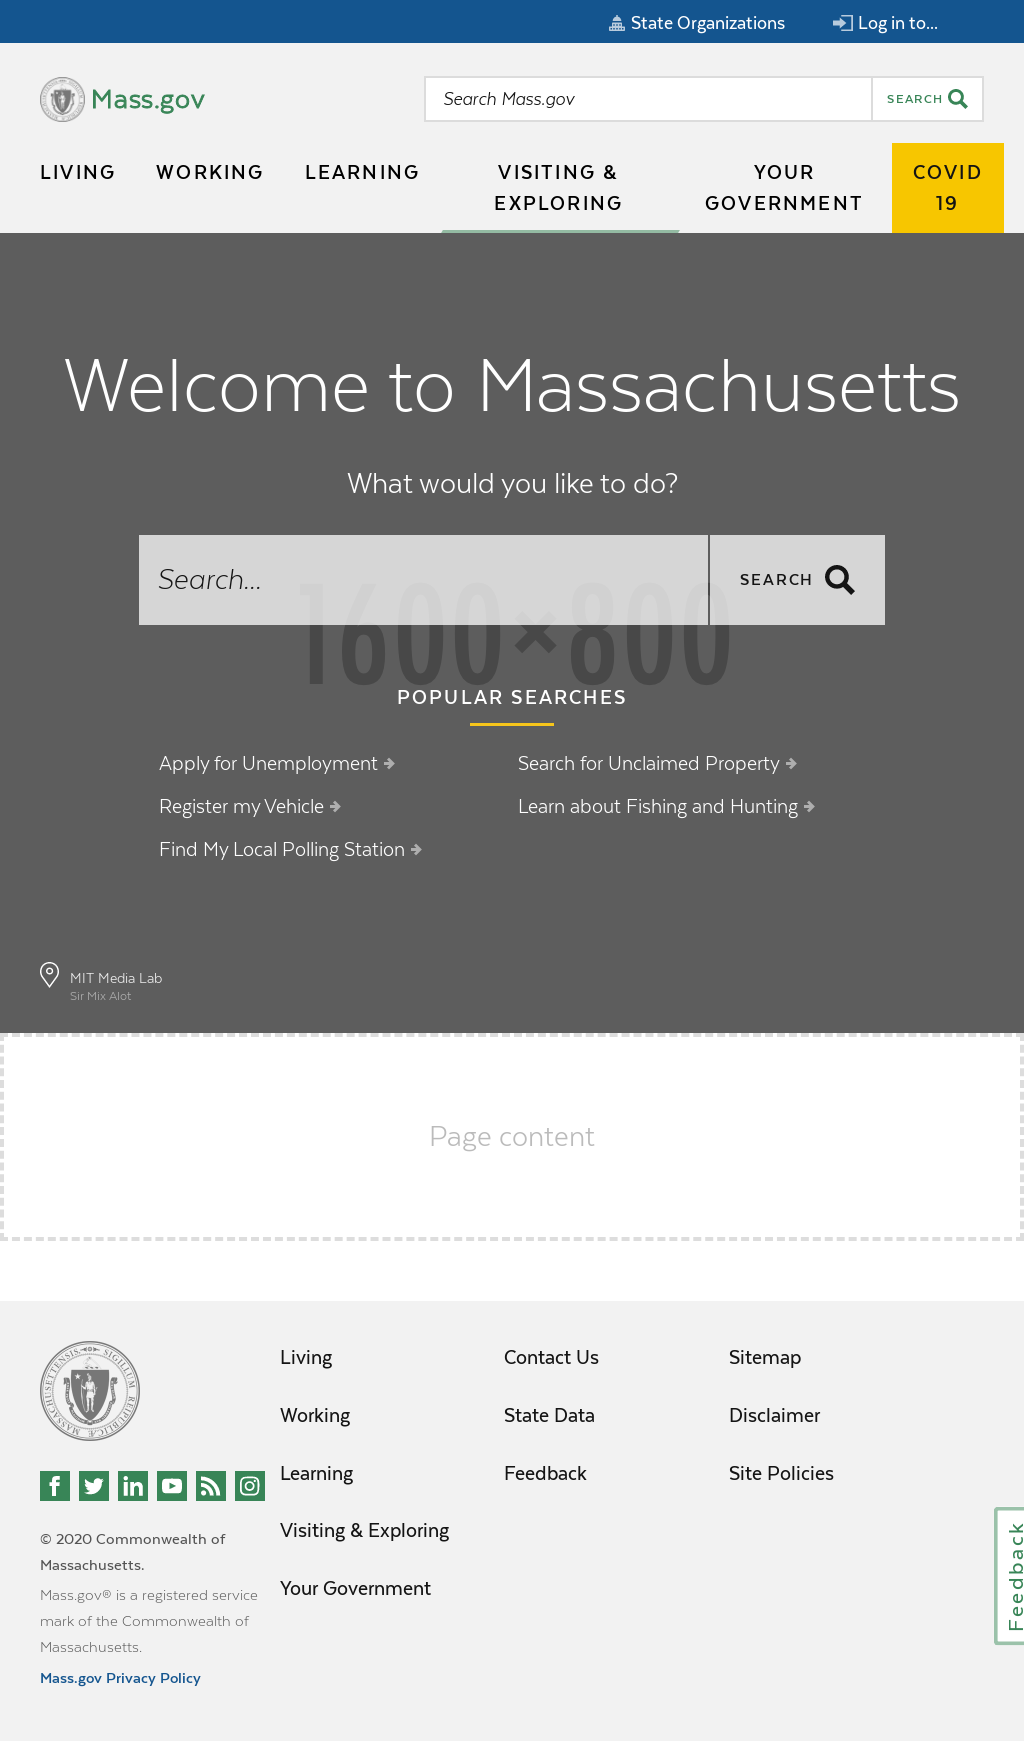 State Organizations
Log in to...
Mass.gov
Search Mass.gov
SEARCH
LIVING
WORKING
LEARNING
VISITING &
EXPLORING
YOUR
GOVERNMENT
COVID
19
Welcome to Massachusetts
What would you like to do?
Search...
SEARCH
1600×800
POPULAR SEARCHES
Apply for Unemployment
Search for Unclaimed Property
Register my Vehicle
Learn about Fishing and Hunting
Find My Local Polling Station
MIT Media Lab
Sir Mix Alot
Page content
SIGILLUM REIPUBLICÆ MASSACHUSETTENSIS
Living
Working
Learning
Visiting & Exploring
Your Government
Contact Us
State Data
Feedback
Sitemap
Disclaimer
Site Policies
© 2020 Commonwealth of
Massachusetts.
Mass.gov® is a registered service
mark of the Commonwealth of
Massachusetts.
Mass.gov Privacy Policy
Feedback